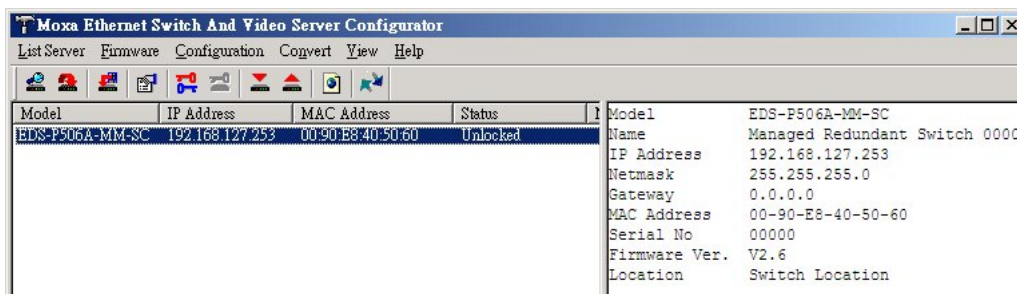 Moxa Ethernet Switch And Video Server Configurator
List Server Firmware Configuration Convert View Help
Model IP Address MAC Address Status
EDS-P506A-MM-SC 192.168.127.253 00:90:E8:40:50:60 Unlocked
Model EDS-P506A-MM-SC
Name Managed Redundant Switch 0000
IP Address 192.168.127.253
Netmask 255.255.255.0
Gateway 0.0.0.0
MAC Address 00-90-E8-40-50-60
Serial No 00000
Firmware Ver. V2.6
Location Switch Location